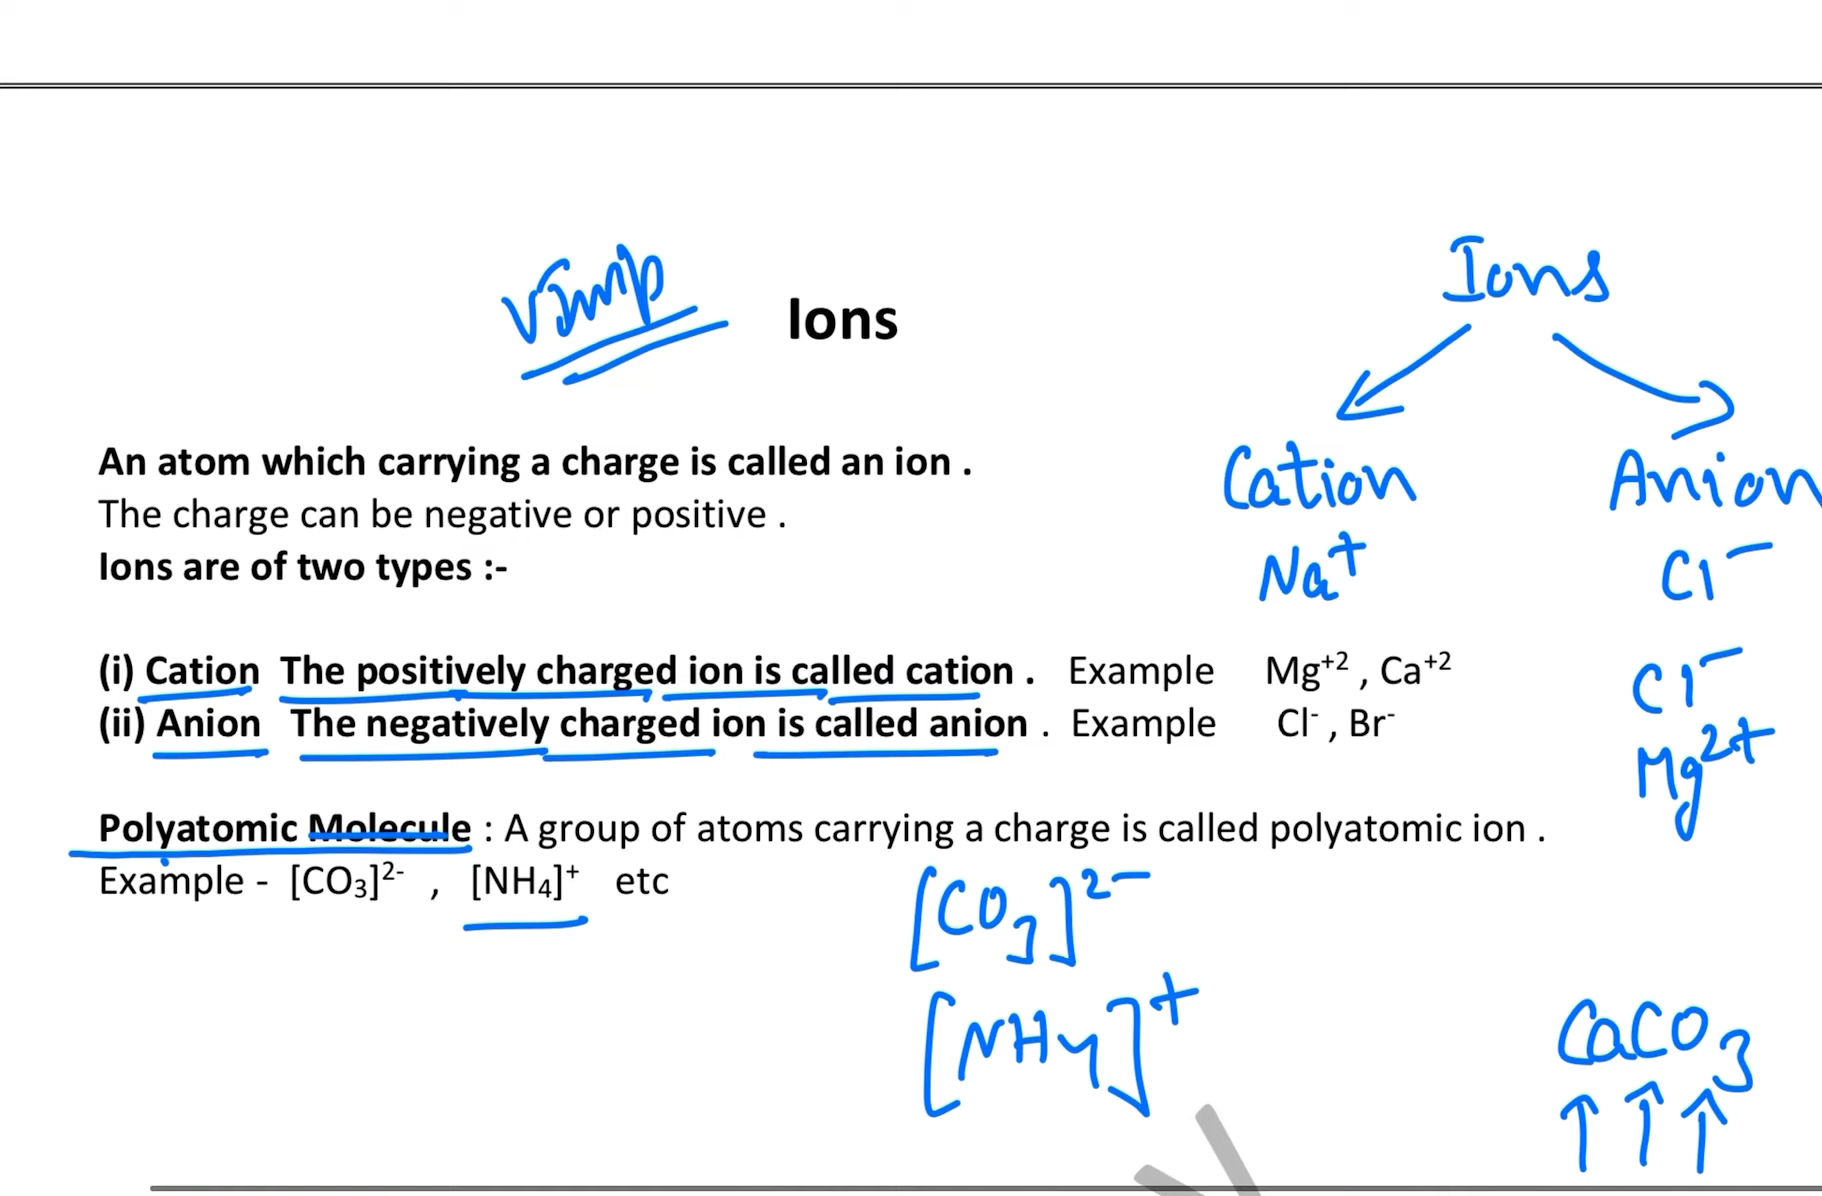 VImp
Ions
Ions
Cation Anion
Na⁺ Cl⁻
An atom which carrying a charge is called an ion .
The charge can be negative or positive .
Ions are of two types :-
(i) Cation The positively charged ion is called cation . Example Mg⁺² , Ca⁺²
(ii) Anion The negatively charged ion is called anion . Example Cl⁻ , Br⁻
Cl⁻
Mg²⁺
Polyatomic Molecule : A group of atoms carrying a charge is called polyatomic ion .
Example - [CO₃]²⁻ , [NH₄]⁺ etc
[CO₃]²⁻
[NH₄]⁺
CaCO₃